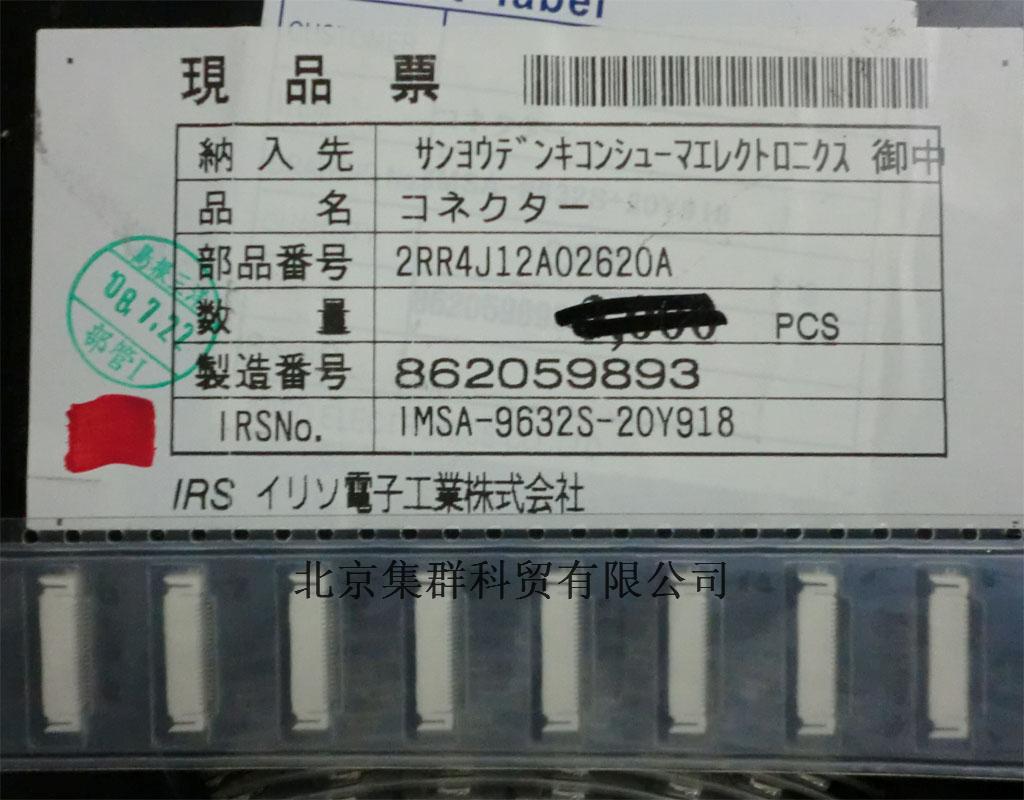 label
現品票
納入先 サンヨウデンキコンシューマエレクトロニクス 御中
品名 コネクター
部品番号 2RR4J12A02620A
数量 PCS
製造番号 862059893
IRSNo. IMSA-9632S-20Y918
IRS イリソ電子工業株式会社
'08.7.22
部管I
北京集群科贸有限公司